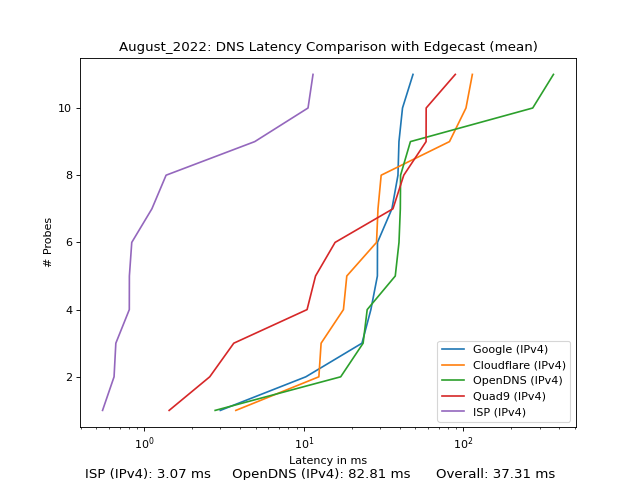 August_2022: DNS Latency Comparison with Edgecast (mean)
10
8
6
4
2
# Probes
Google (IPv4)
Cloudflare (IPv4)
OpenDNS (IPv4)
Quad9 (IPv4)
ISP (IPv4)
10⁰ 10¹ 10²
Latency in ms
ISP (IPv4): 3.07 ms OpenDNS (IPv4): 82.81 ms Overall: 37.31 ms